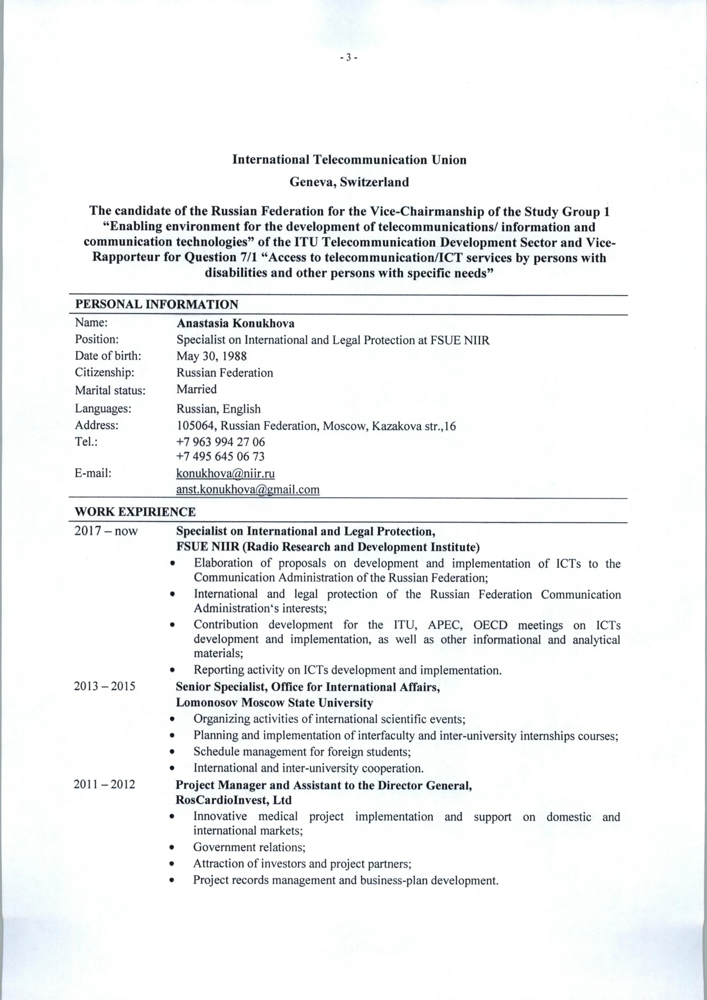 - 3 -
International Telecommunication Union
Geneva, Switzerland
The candidate of the Russian Federation for the Vice-Chairmanship of the Study Group 1
“Enabling environment for the development of telecommunications/ information and
communication technologies” of the ITU Telecommunication Development Sector and Vice-
Rapporteur for Question 7/1 “Access to telecommunication/ICT services by persons with
disabilities and other persons with specific needs”
PERSONAL INFORMATION
Name: Anastasia Konukhova
Position: Specialist on International and Legal Protection at FSUE NIIR
Date of birth: May 30, 1988
Citizenship: Russian Federation
Marital status: Married
Languages: Russian, English
Address: 105064, Russian Federation, Moscow, Kazakova str.,16
Tel.: +7 963 994 27 06
+7 495 645 06 73
E-mail: konukhova@niir.ru
anst.konukhova@gmail.com
WORK EXPIRIENCE
2017 – now Specialist on International and Legal Protection,
FSUE NIIR (Radio Research and Development Institute)
• Elaboration of proposals on development and implementation of ICTs to the
Communication Administration of the Russian Federation;
• International and legal protection of the Russian Federation Communication
Administration‘s interests;
• Contribution development for the ITU, APEC, OECD meetings on ICTs
development and implementation, as well as other informational and analytical
materials;
• Reporting activity on ICTs development and implementation.
2013 – 2015 Senior Specialist, Office for International Affairs,
Lomonosov Moscow State University
• Organizing activities of international scientific events;
• Planning and implementation of interfaculty and inter-university internships courses;
• Schedule management for foreign students;
• International and inter-university cooperation.
2011 – 2012 Project Manager and Assistant to the Director General,
RosCardioInvest, Ltd
• Innovative medical project implementation and support on domestic and
international markets;
• Government relations;
• Attraction of investors and project partners;
• Project records management and business-plan development.